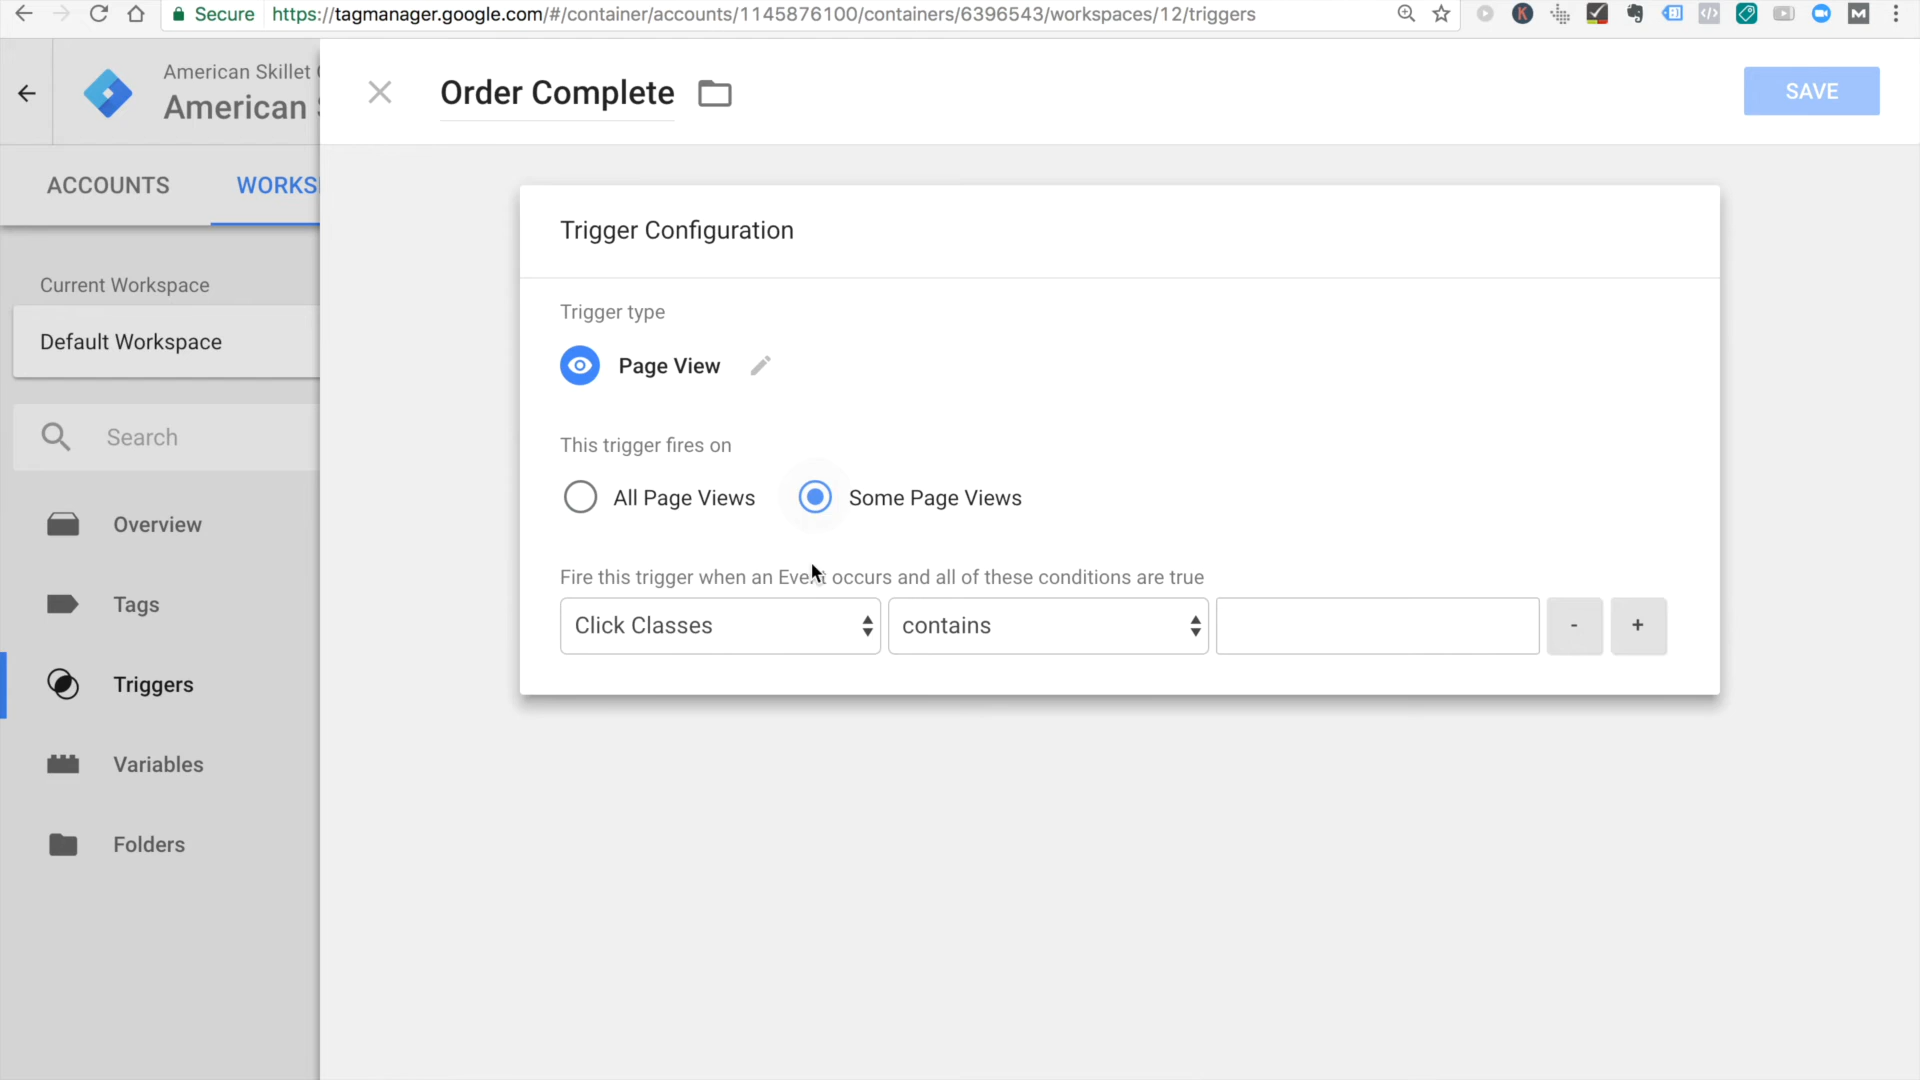 Secure
https://tagmanager.google.com/#/container/accounts/1145876100/containers/6396543/workspaces/12/triggers
American Skillet
American
Order Complete
SAVE
ACCOUNTS
WORKS
Trigger Configuration
Current Workspace
Default Workspace
Search
Overview
Tags
Triggers
Variables
Folders
Trigger type
Page View
This trigger fires on
All Page Views
Some Page Views
Fire this trigger when an Event occurs and all of these conditions are true
Click Classes
contains
-
+